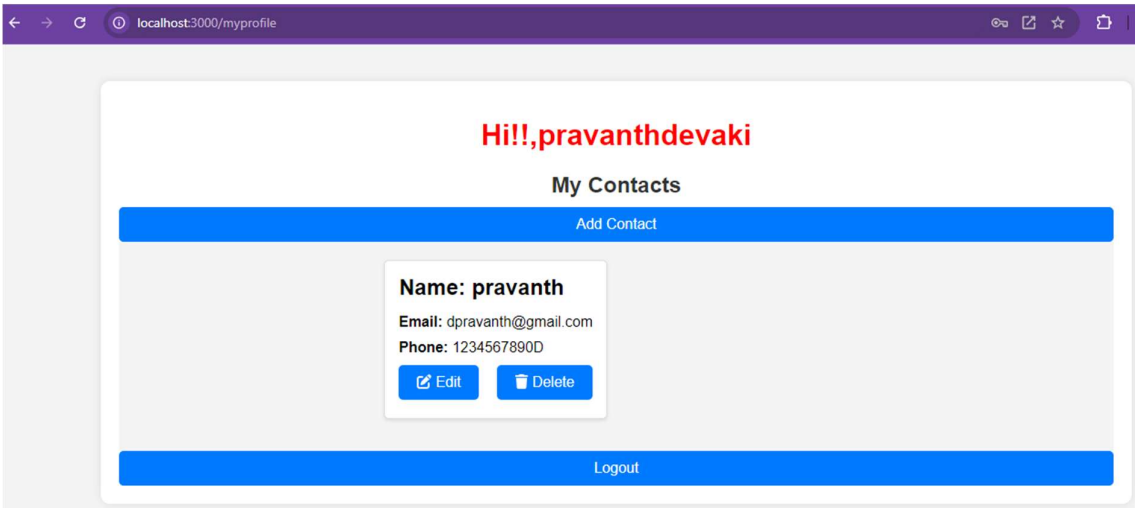 localhost:3000/myprofile
Hi!!,pravanthdevaki
My Contacts
Add Contact
Name: pravanth
Email: dpravanth@gmail.com
Phone: 1234567890D
Edit Delete
Logout